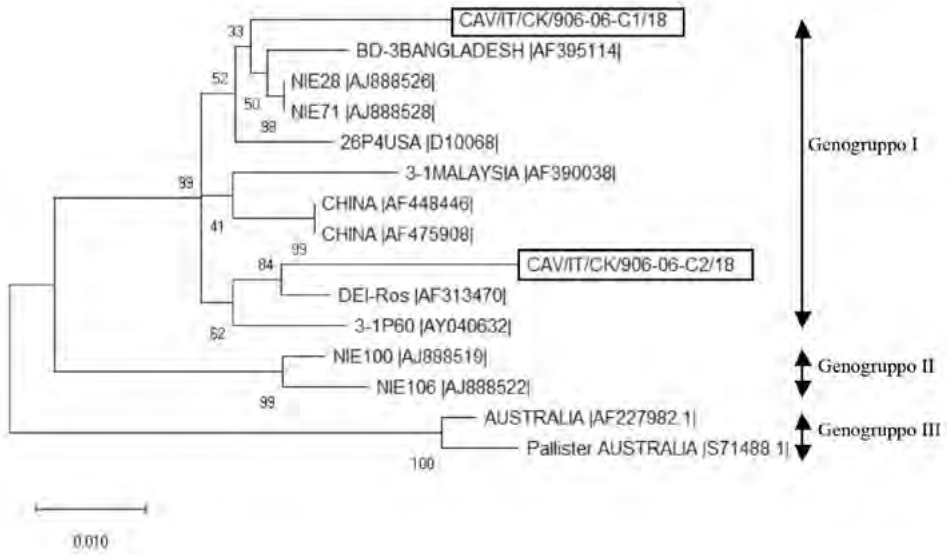 CAV/IT/CK/906-06-C1/18
33
BD-3BANGLADESH |AF395114|
52
NIE28 |AJ888526|
50
NIE71 |AJ888528|
98
26P4USA |D10068|
Genogruppo I
3-1MALAYSIA |AF390038|
99
CHINA |AF448446|
41
CHINA |AF475908|
99
84
CAV/IT/CK/906-06-C2/18
DEI-Ros |AF313470|
62
3-1P60 |AY040632|
NIE100 |AJ888519|
Genogruppo II
NIE106 |AJ888522|
99
AUSTRALIA |AF227982.1|
Genogruppo III
Pallister AUSTRALIA |S71488.1|
100
0.010